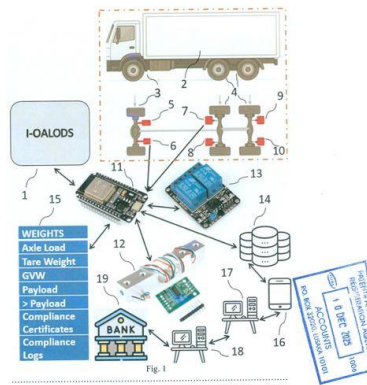 2
3
4
5
7
9
6
8
10
I-OALODS
1
11
13
15
14
WEIGHTS
Axle Load
Tare Weight
GVW
Payload
> Payload
Compliance
Certificates
Compliance
Logs
12
17
19
BANK
16
18
Fig. 1
ACCOUNTS
10 DEC 2025